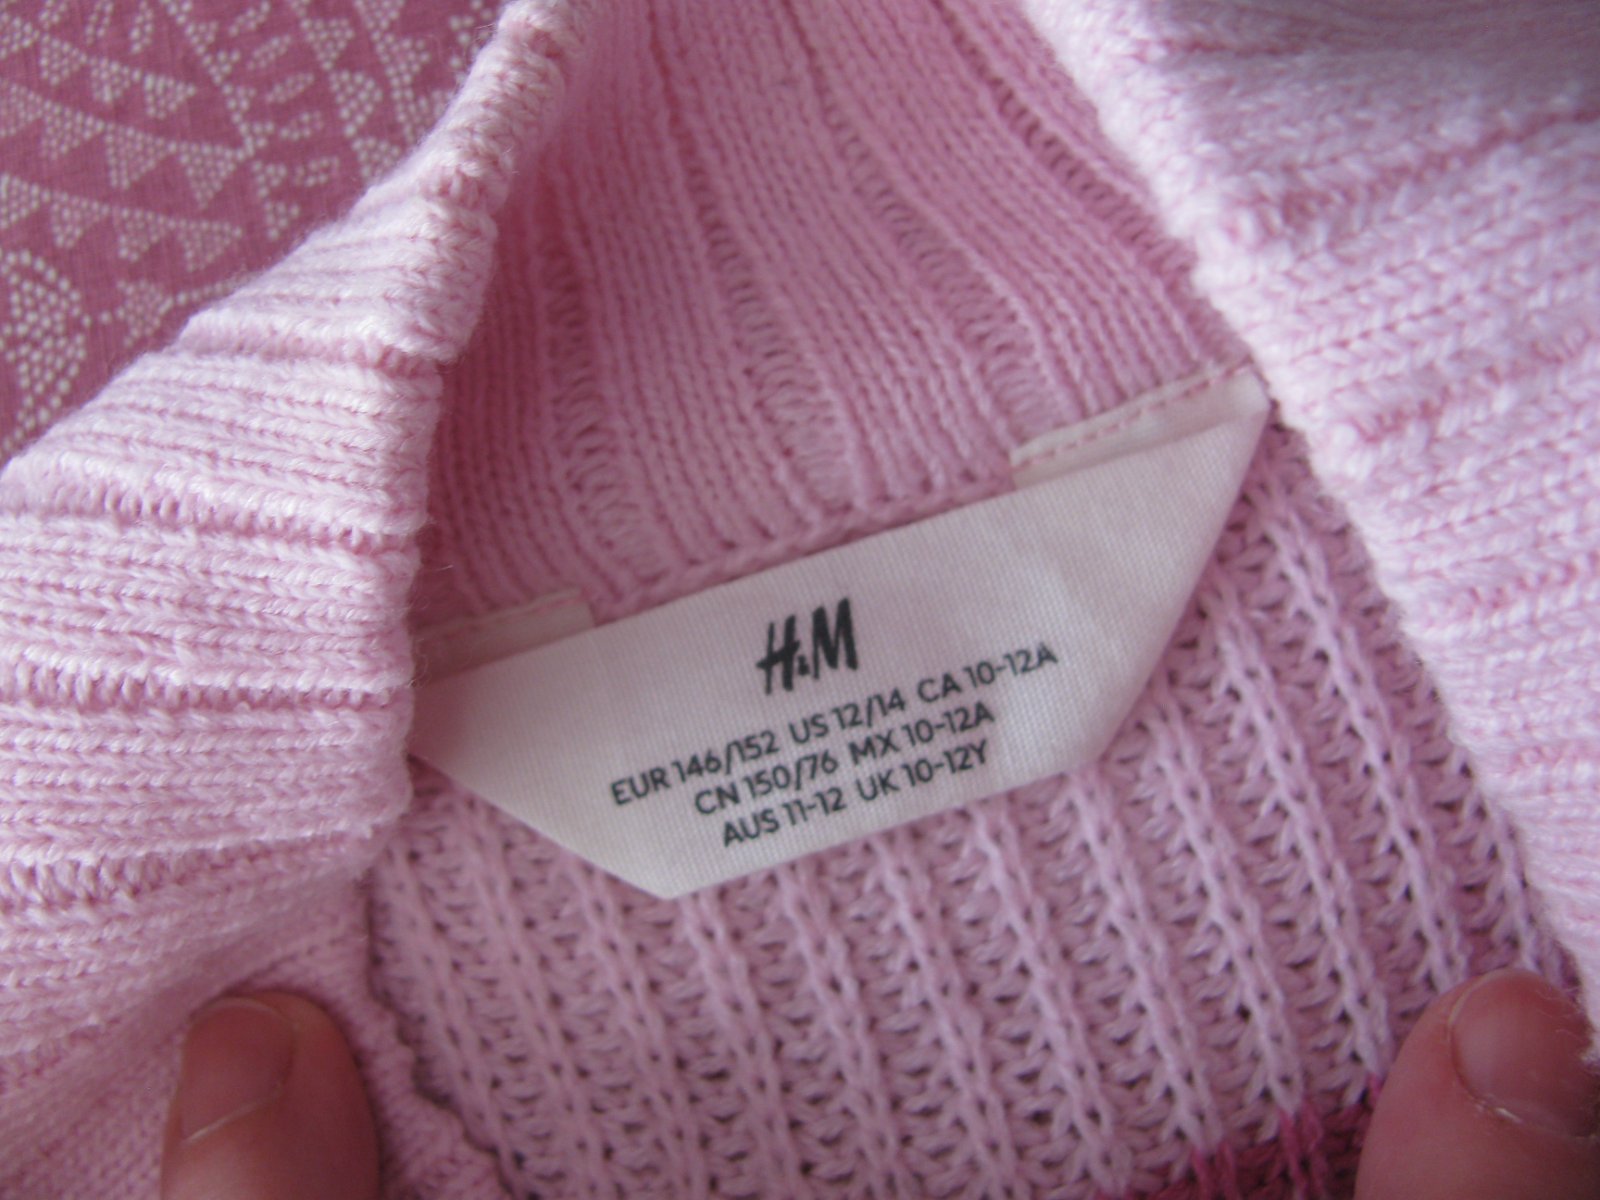 H&M
EUR 146/152 US 12/14 CA 10-12A
CN 150/76 MX 10-12A
AUS 11-12 UK 10-12Y